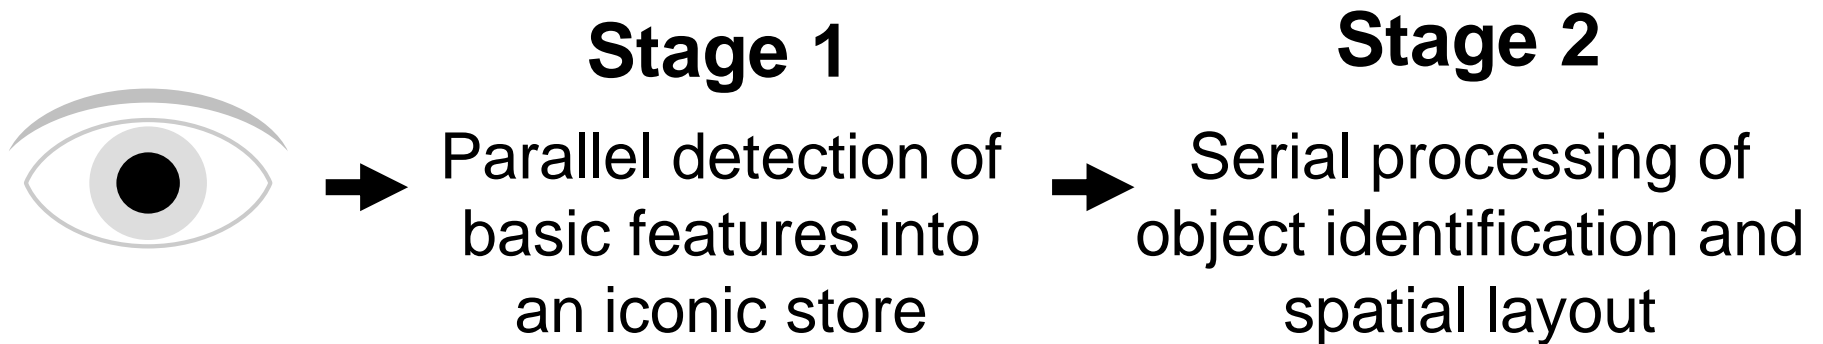 Stage 1
Parallel detection of
basic features into
an iconic store
Stage 2
Serial processing of
object identification and
spatial layout